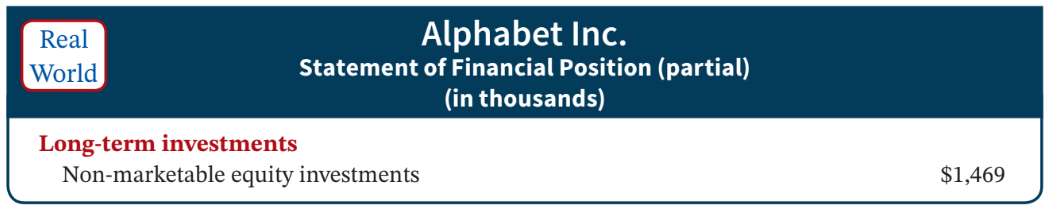 Real
World
Alphabet Inc.
Statement of Financial Position (partial)
(in thousands)
Long-term investments
Non-marketable equity investments $1,469